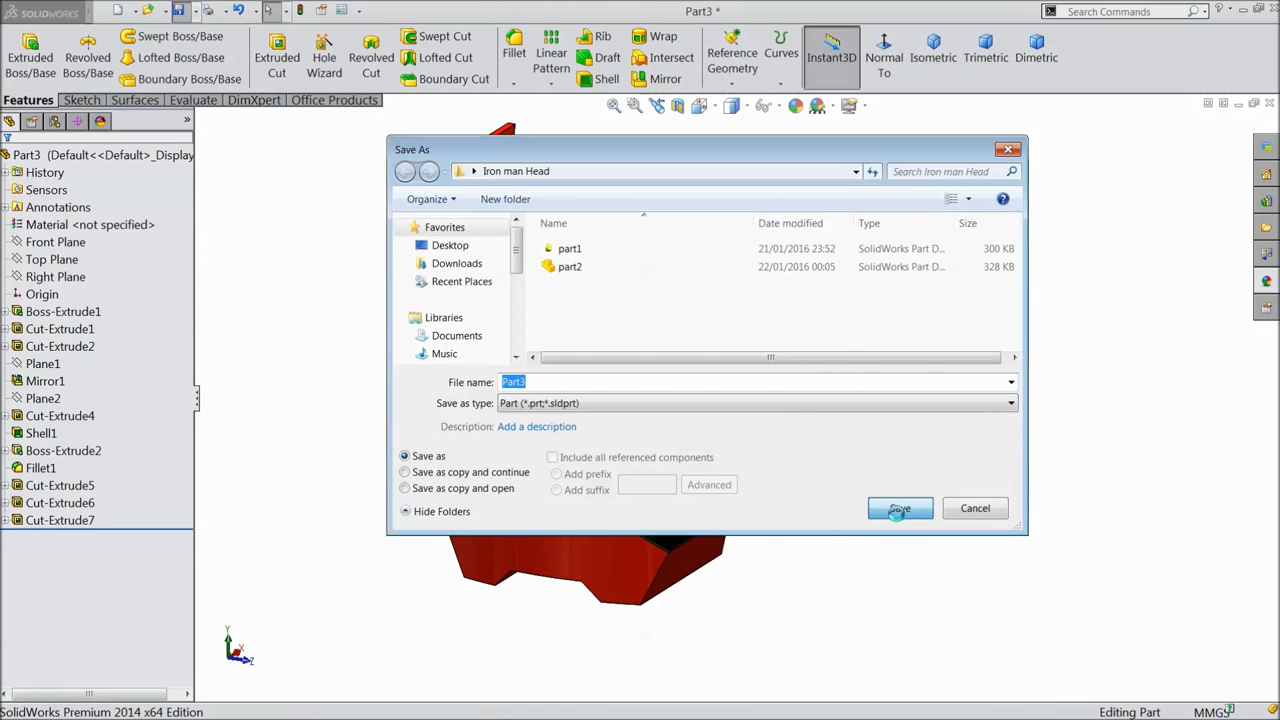 SOLIDWORKS
Part3 *
Search Commands
Extruded Boss/Base
Revolved Boss/Base
Swept Boss/Base
Lofted Boss/Base
Boundary Boss/Base
Extruded Cut
Hole Wizard
Revolved Cut
Swept Cut
Lofted Cut
Boundary Cut
Fillet
Linear Pattern
Rib
Draft
Shell
Wrap
Intersect
Mirror
Reference Geometry
Curves
Instant3D
Normal To
Isometric
Trimetric
Dimetric
Features
Sketch
Surfaces
Evaluate
DimXpert
Office Products
Part3 (Default<<Default>_Display
History
Sensors
Annotations
Material <not specified>
Front Plane
Top Plane
Right Plane
Origin
Boss-Extrude1
Cut-Extrude1
Cut-Extrude2
Plane1
Mirror1
Plane2
Cut-Extrude4
Shell1
Boss-Extrude2
Fillet1
Cut-Extrude5
Cut-Extrude6
Cut-Extrude7
Save As
Iron man Head
Search Iron man Head
Organize
New folder
Favorites
Desktop
Downloads
Recent Places
Libraries
Documents
Music
Name Date modified Type Size
part1 21/01/2016 23:52 SolidWorks Part D... 300 KB
part2 22/01/2016 00:05 SolidWorks Part D... 328 KB
File name: Part3
Save as type: Part (*.prt;*.sldprt)
Description: Add a description
Save as
Save as copy and continue
Save as copy and open
Include all referenced components
Add prefix
Add suffix
Advanced
Hide Folders
Save
Cancel
Y
X
Z
SolidWorks Premium 2014 x64 Edition
Editing Part
MMGS